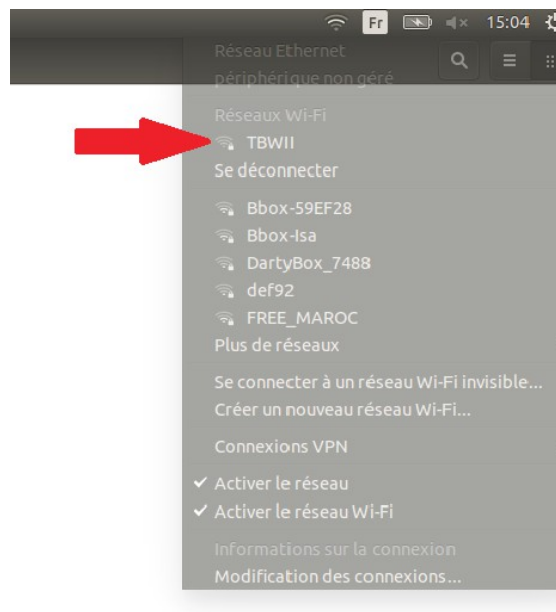 Fr 15:04
Réseau Ethernet
périphérique non géré
Réseaux Wi-Fi
TBWII
Se déconnecter
Bbox-59EF28
Bbox-Isa
DartyBox_7488
def92
FREE_MAROC
Plus de réseaux
Se connecter à un réseau Wi-Fi invisible...
Créer un nouveau réseau Wi-Fi...
Connexions VPN
Activer le réseau
Activer le réseau Wi-Fi
Informations sur la connexion
Modification des connexions...